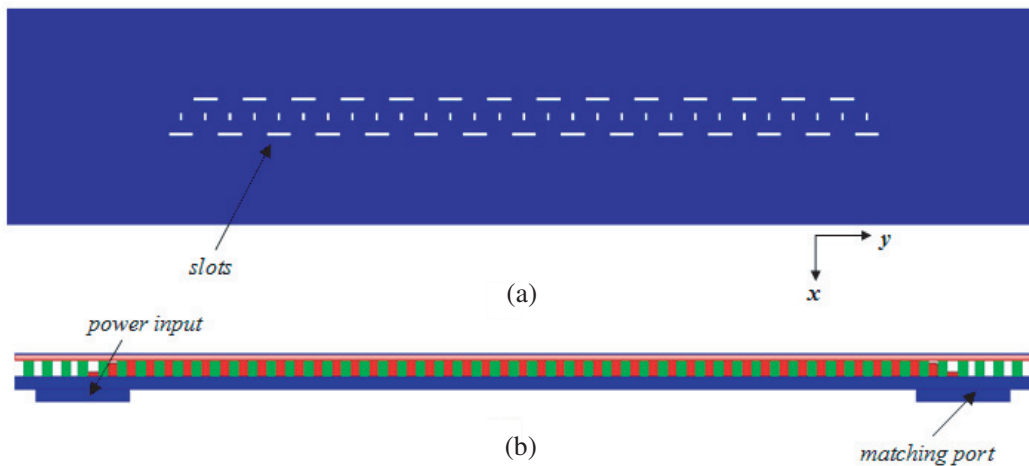 slots
y
x
(a)
power input
(b)
matching port